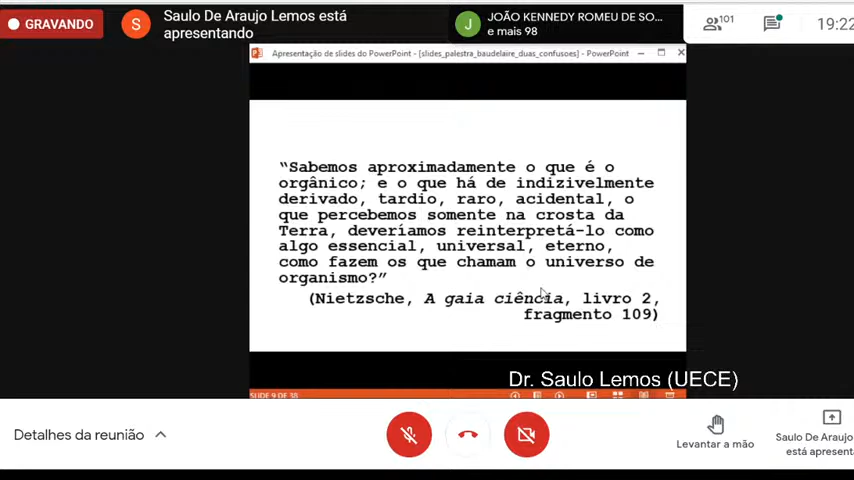 GRAVANDO
S
Saulo De Araujo Lemos está
apresentando
J
JOÃO KENNEDY ROMEU DE SO...
e mais 98
101
19:22
Apresentação de slides do PowerPoint - [slides_palestra_baudelaire_duas_confusoes] - PowerPoint
“Sabemos aproximadamente o que é o
orgânico; e o que há de indizivelmente
derivado, tardio, raro, acidental, o
que percebemos somente na crosta da
Terra, deveríamos reinterpretá-lo como
algo essencial, universal, eterno,
como fazem os que chamam o universo de
organismo?”
(Nietzsche, A gaia ciência, livro 2,
fragmento 109)
Dr. Saulo Lemos (UECE)
SLIDE 9 DE 38
Detalhes da reunião
Levantar a mão
Saulo De Araujo
está apresent